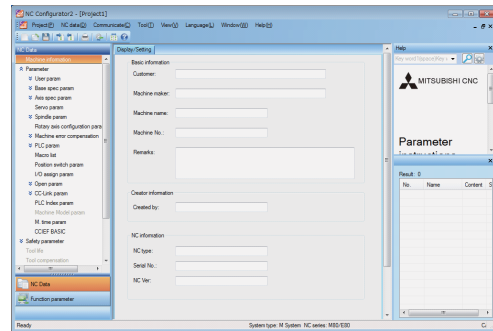 NC Configurator2 - [Project1]
Project(P) NC data(D) Communicate(C) Tool(T) View(V) Language(L) Window(W) Help(H)
NC Data
Machine information
Parameter
User param
Base spec param
Axis spec param
Servo param
Spindle param
Rotary axis configuration para
Machine error compensation
PLC param
Macro list
Position switch param
I/O assign param
Open param
CC-Link param
PLC Index param
Machine Model param
M. time param
CCIEF BASIC
Safety parameter
Tool life
Tool compensation
NC Data
Function parameter
Display/Setting
Basic information
Customer:
Machine maker:
Machine name:
Machine No.:
Remarks:
Creator information
Created by:
NC information
NC type:
Serial No.:
NC Ver:
Help
MITSUBISHI CNC
Parameter
Result: 0
No. Name Content S
Ready
System type: M System NC series: M80/E80